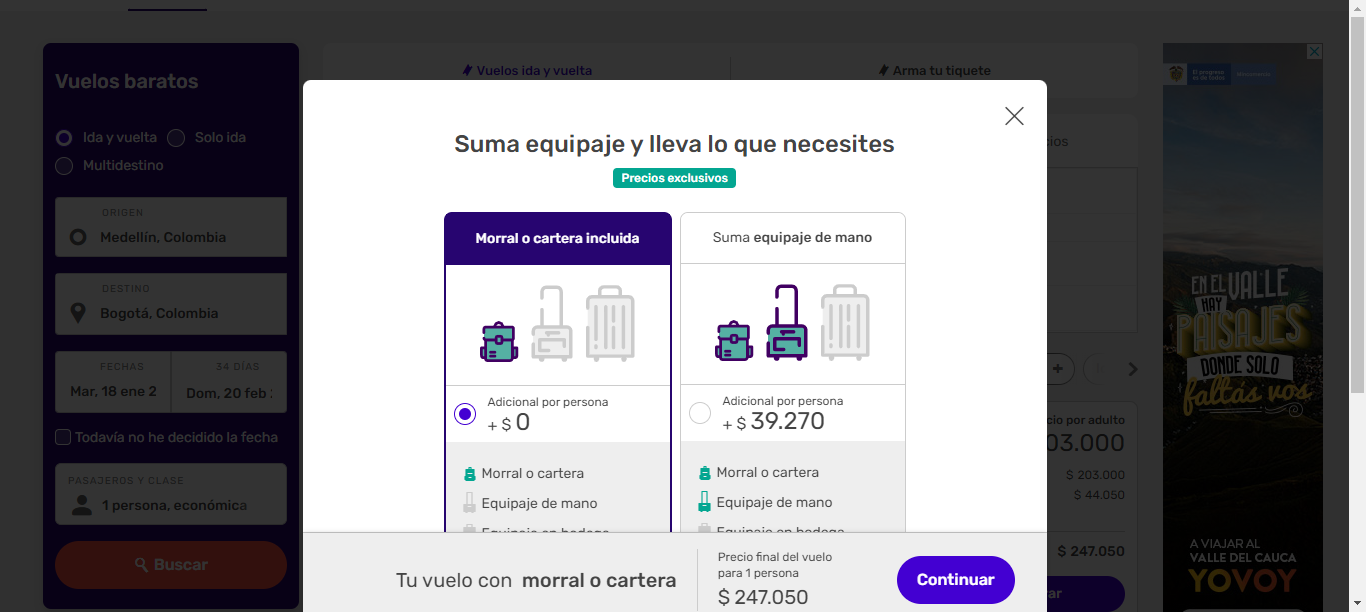 Vuelos baratos
Ida y vuelta
Solo ida
Multidestino
ORIGEN
Medellín, Colombia
DESTINO
Bogotá, Colombia
FECHAS
Mar, 18 ene 2
34 DÍAS
Dom, 20 feb
Todavía no he decidido la fecha
PASAJEROS Y CLASE
1 persona, económica
Buscar
Vuelos ida y vuelta
Arma tu tiquete
Suma equipaje y lleva lo que necesites
Precios exclusivos
Morral o cartera incluida
Adicional por persona
+ $ 0
Morral o cartera
Equipaje de mano
Equipaje en bodega
Suma equipaje de mano
Adicional por persona
+ $ 39.270
Morral o cartera
Equipaje de mano
Equipaje en bodega
Tu vuelo con morral o cartera
Precio final del vuelo
para 1 persona
$ 247.050
Continuar
cios
cio por adulto
03.000
$ 203.000
$ 44.050
$ 247.050
rar
El progreso
es de todos
EN EL VALLE
HAY
PAISAJES
DONDE SOLO
faltás vos
A VIAJAR AL
VALLE DEL CAUCA
YOVOY